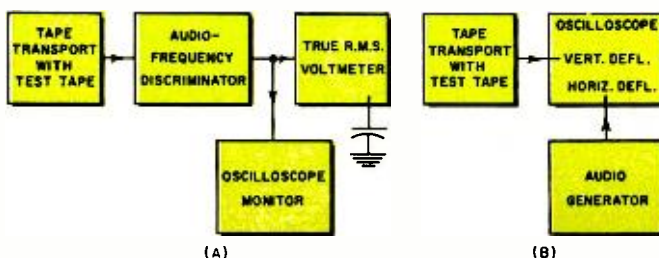 TAPE
TRANSPORT
WITH
TEST TAPE
AUDIO-
FREQUENCY
DISCRIMINATOR
TRUE R.M.S.
VOLTMETER
OSCILLOSCOPE
MONITOR
(A)
TAPE
TRANSPORT
WITH
TEST TAPE
OSCILLOSCOPE
VERT. DEFL.
HORIZ. DEFL.
AUDIO
GENERATOR
(B)